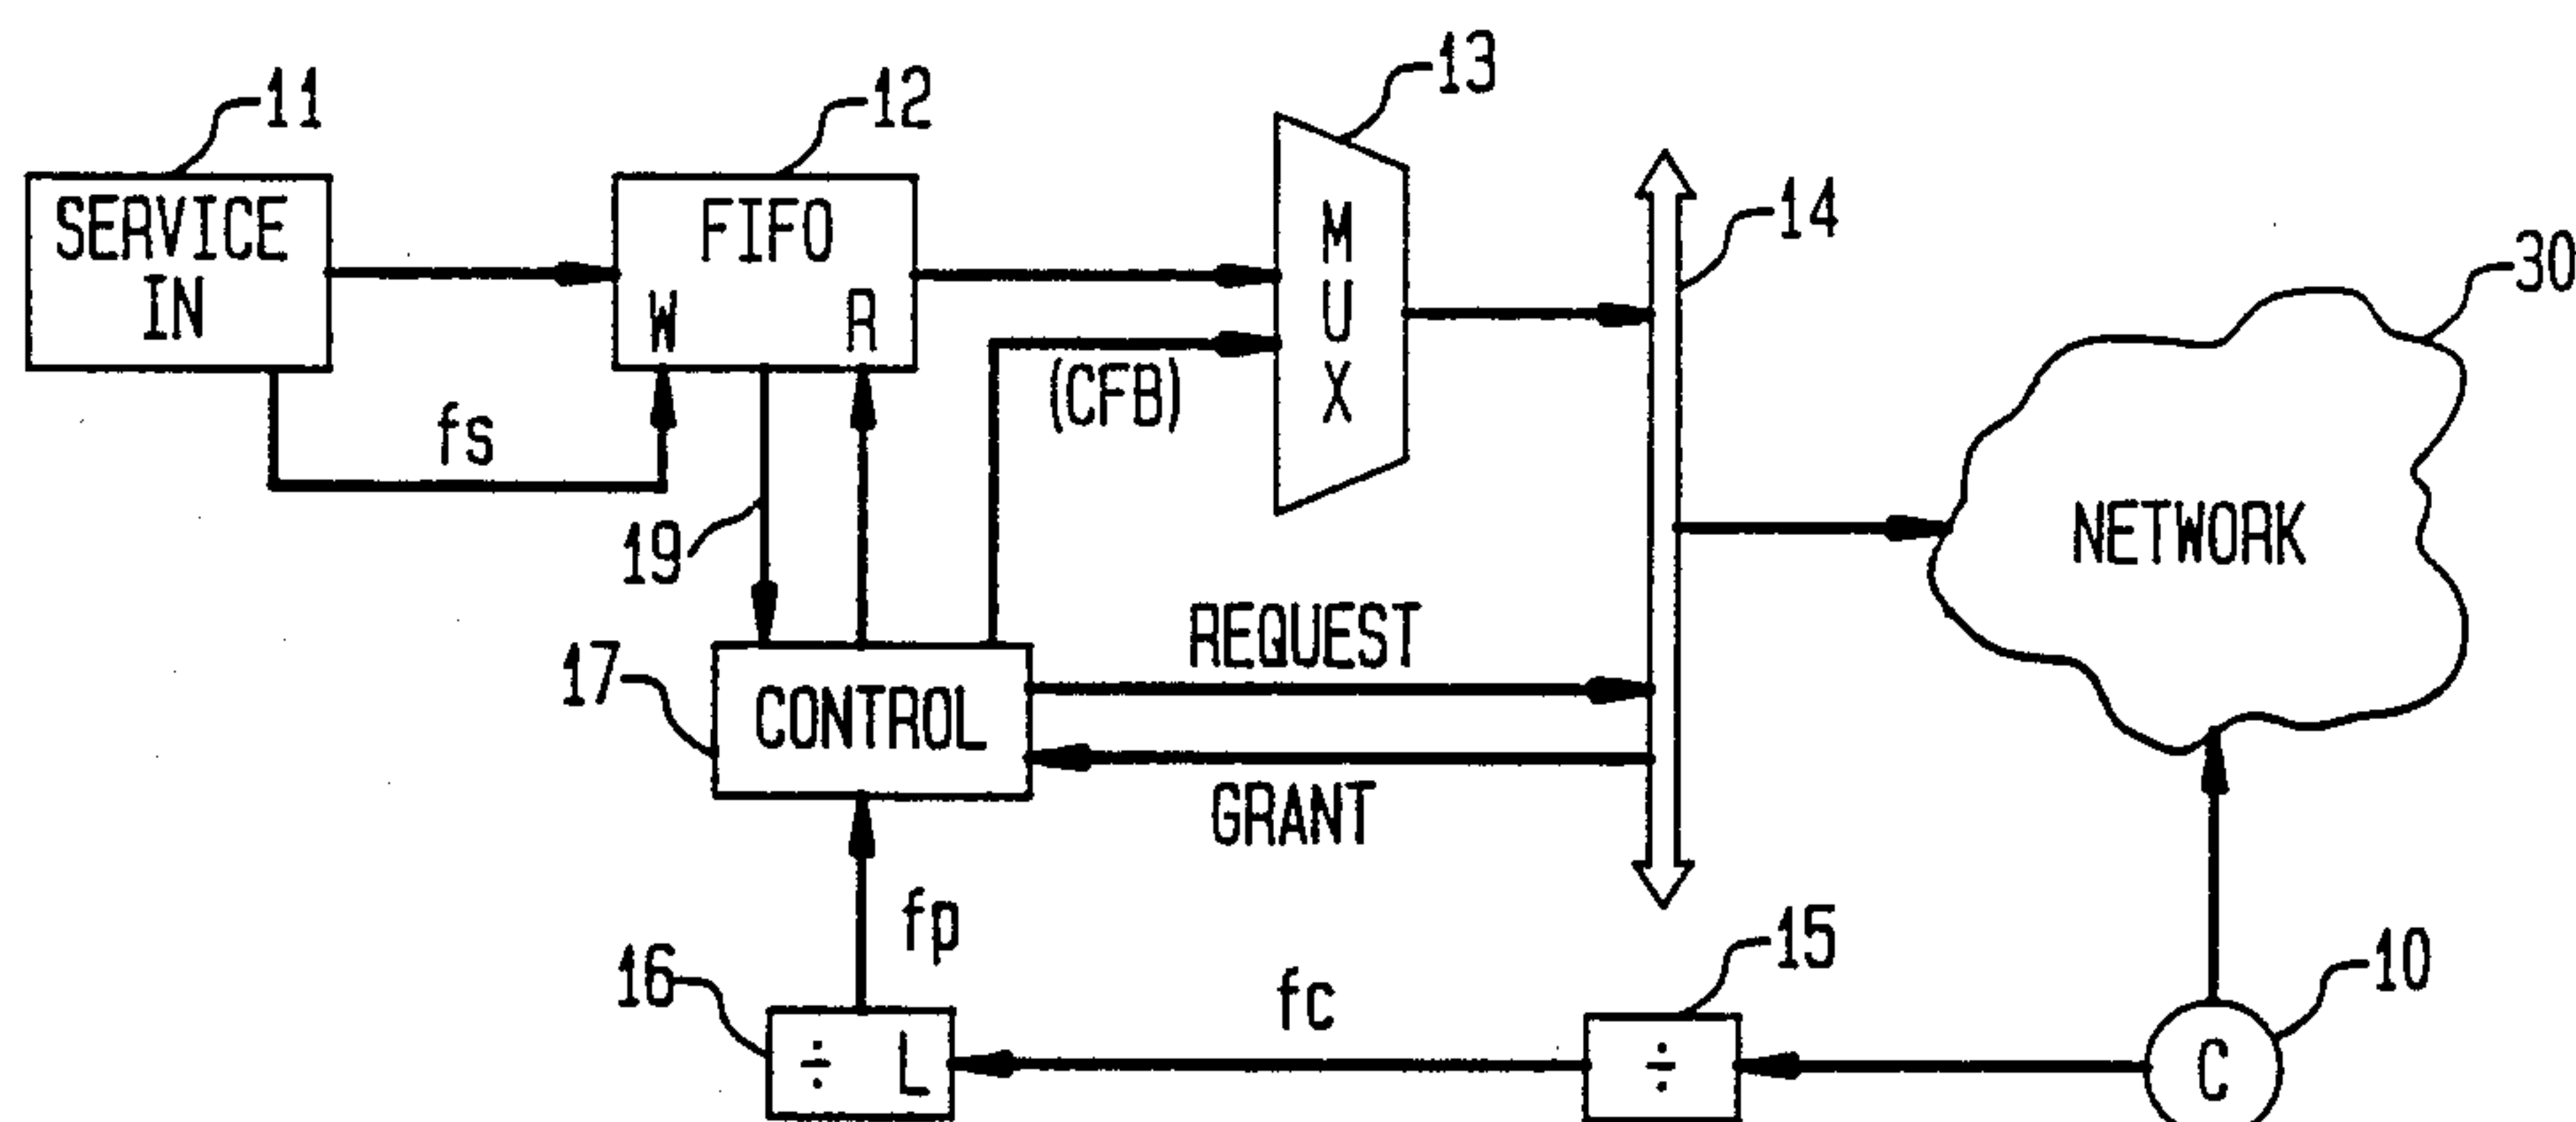 11
12
13
SERVICE
IN
FIFO
W
R
MUX
14
30
(CFB)
fs
19
NETWORK
REQUEST
17
CONTROL
GRANT
fp
16
÷ L
fc
15
÷
10
C